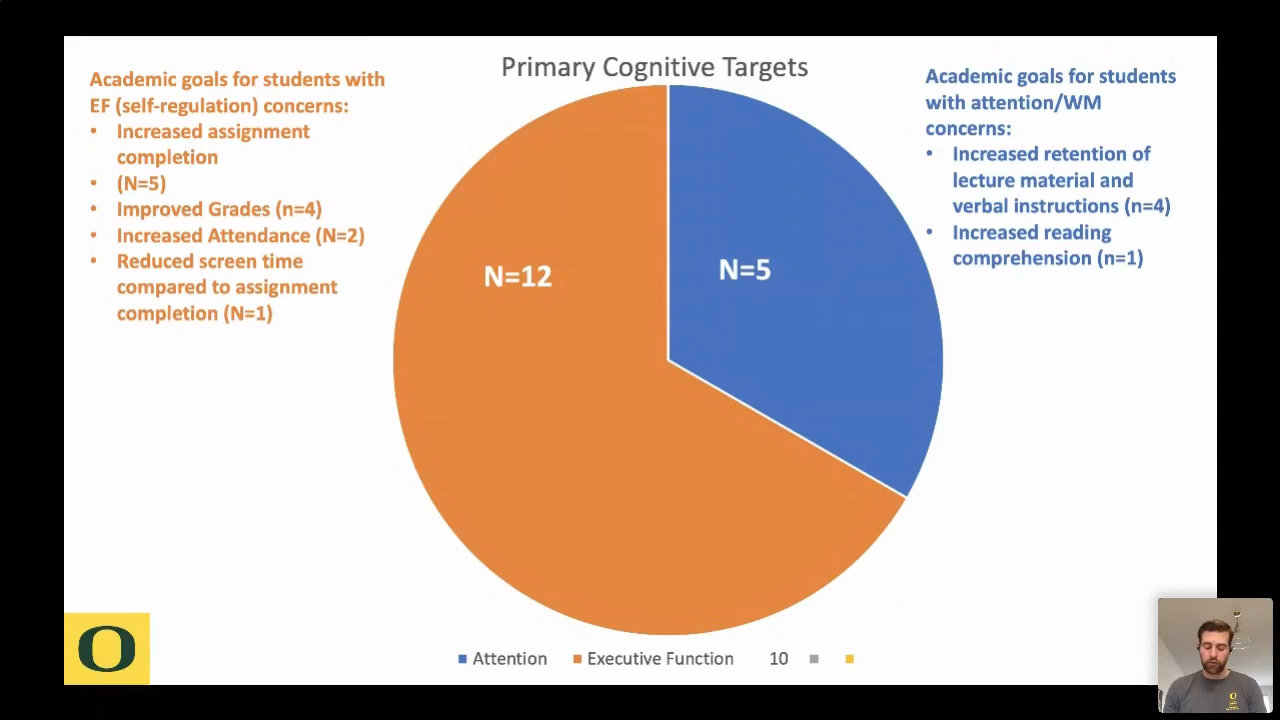 Primary Cognitive Targets
Academic goals for students with
EF (self-regulation) concerns:
• Increased assignment
completion
• (N=5)
• Improved Grades (n=4)
• Increased Attendance (N=2)
• Reduced screen time
compared to assignment
completion (N=1)
N=12
N=5
Academic goals for students
with attention/WM
concerns:
• Increased retention of
lecture material and
verbal instructions (n=4)
• Increased reading
comprehension (n=1)
Attention
Executive Function
10
O